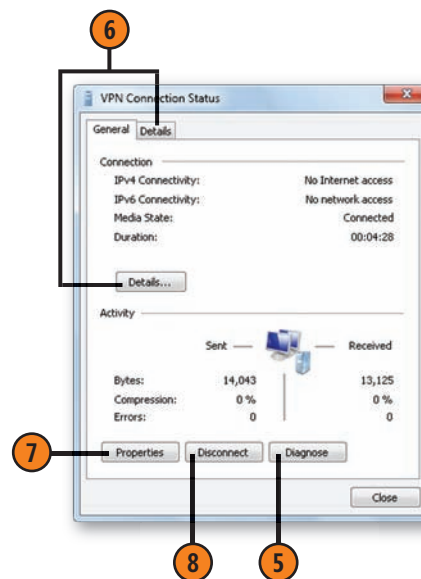 6
VPN Connection Status
General Details
Connection
IPv4 Connectivity: No Internet access
IPv6 Connectivity: No network access
Media State: Connected
Duration: 00:04:28
Details...
Activity
Sent Received
Bytes: 14,043 13,125
Compression: 0 % 0 %
Errors: 0 0
7 Properties Disconnect Diagnose
Close
8 5